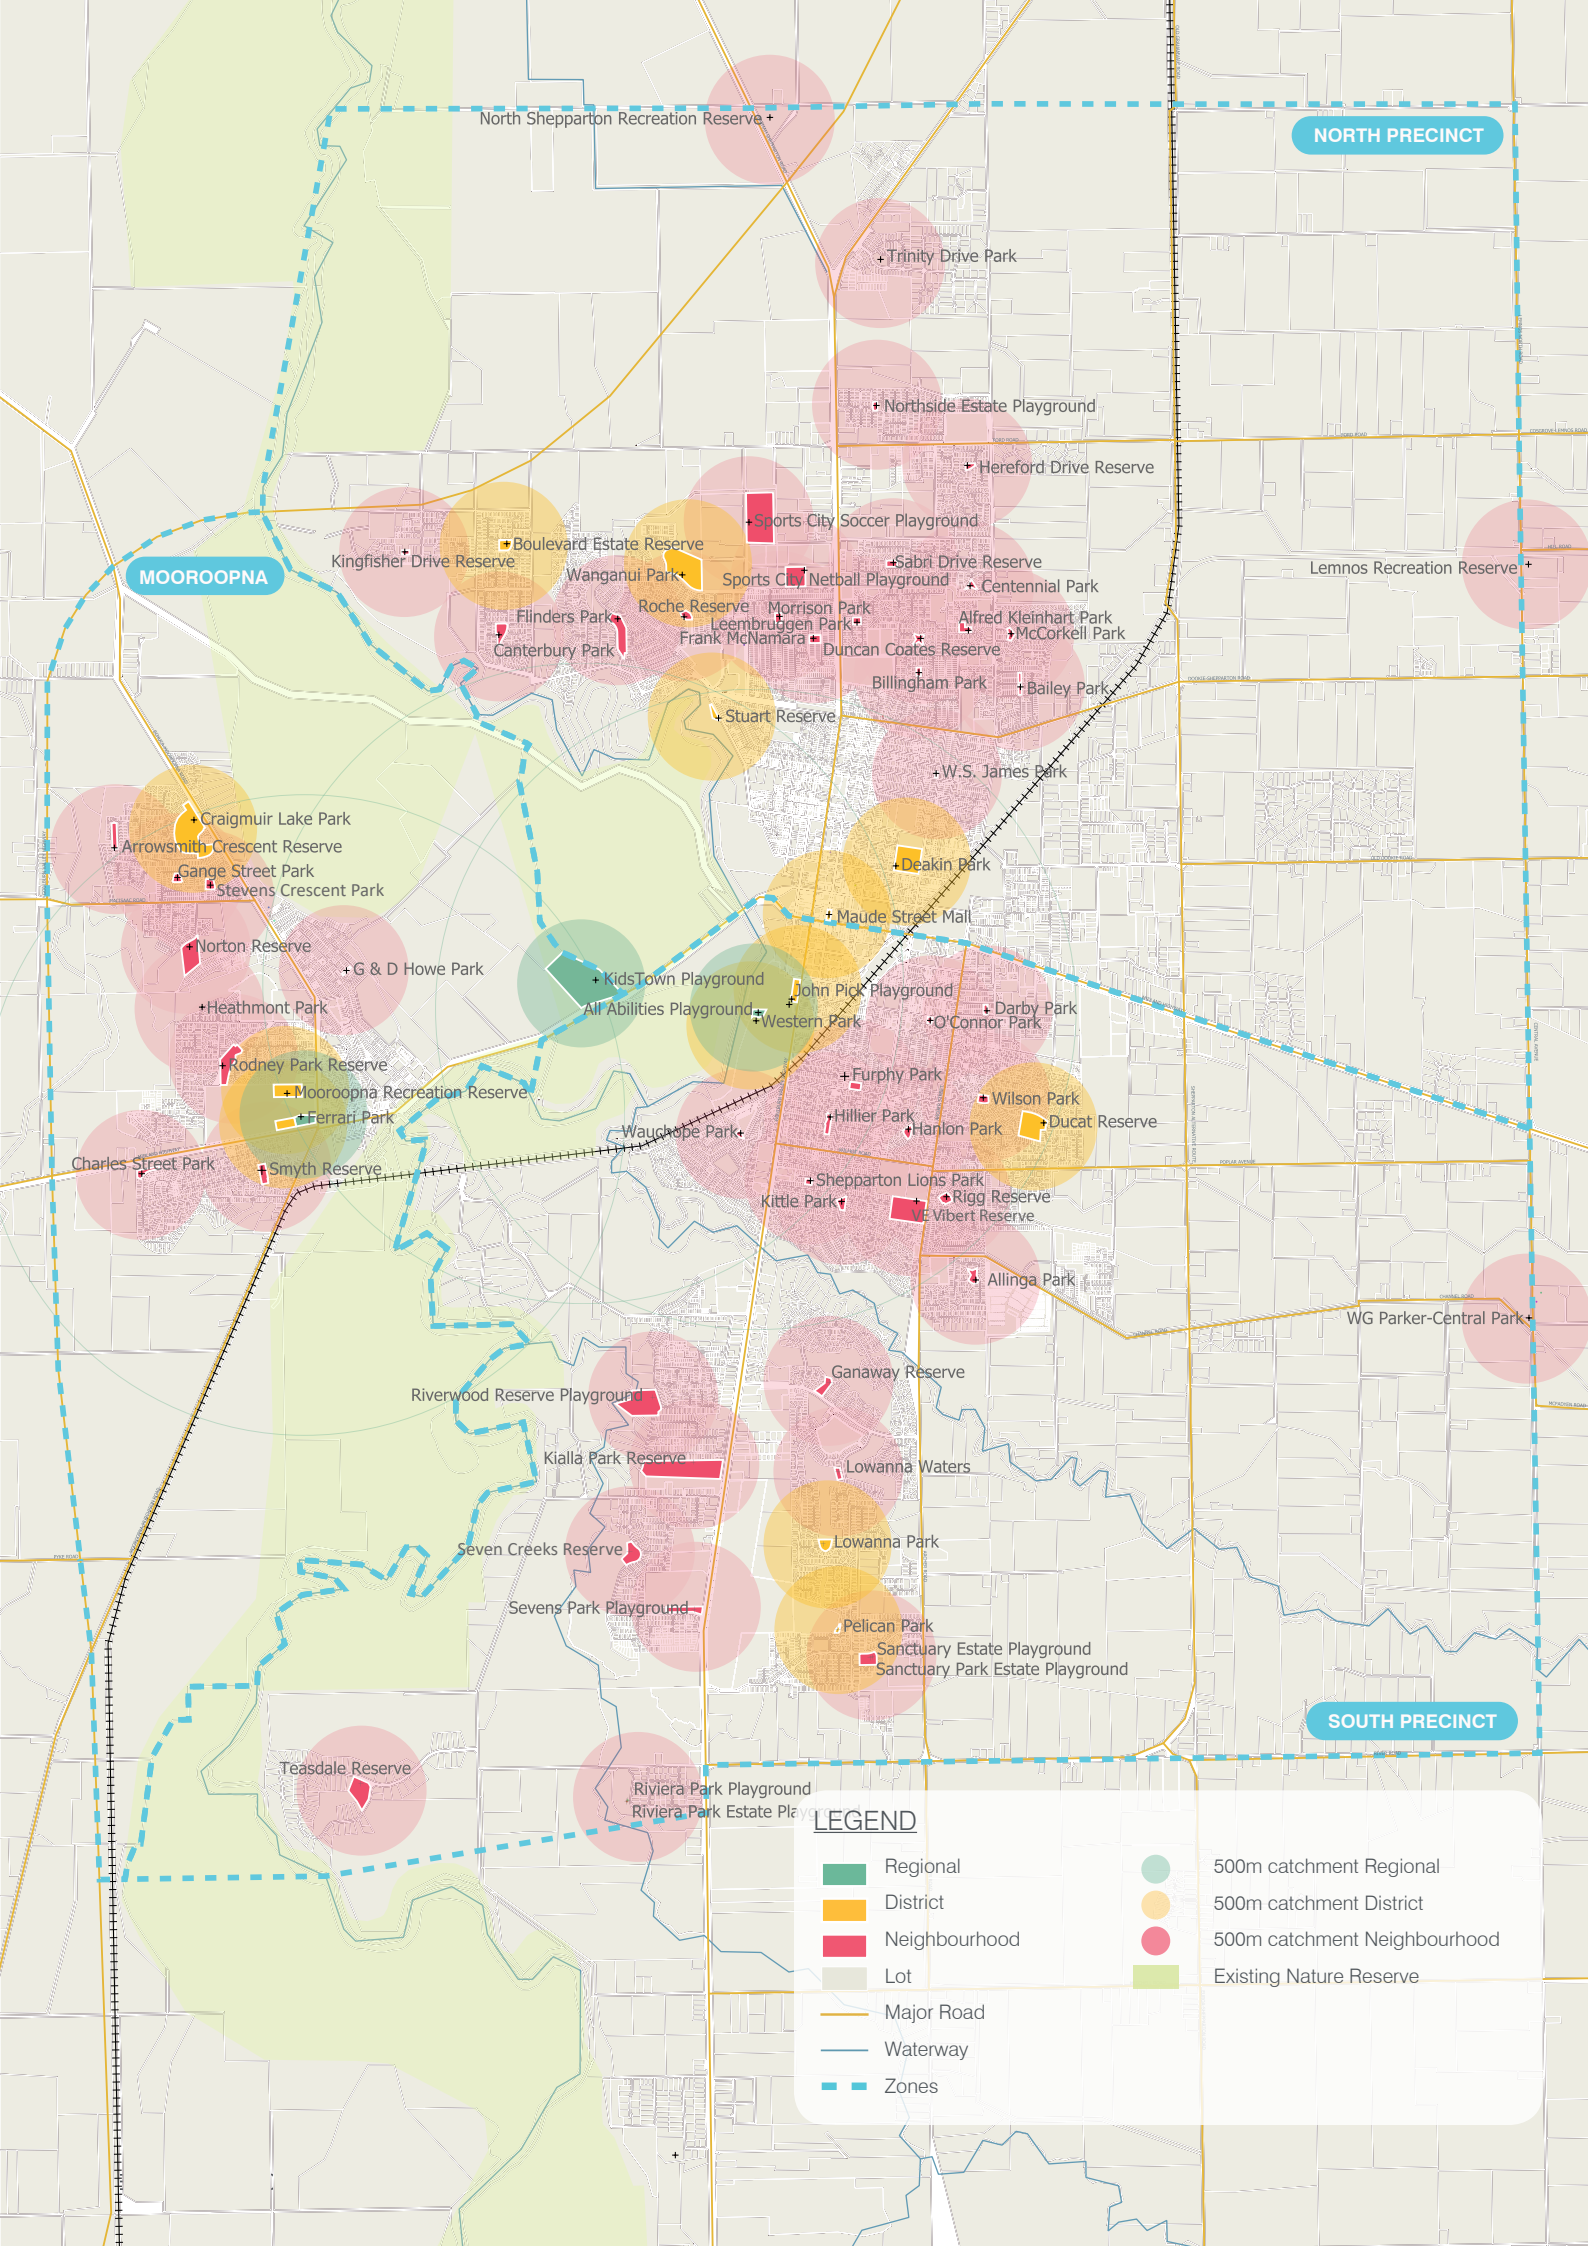 North Shepparton Recreation Reserve
NORTH PRECINCT
Trinity Drive Park
Northside Estate Playground
FORD ROAD
FORD ROAD
Hereford Drive Reserve
Sports City Soccer Playground
Boulevard Estate Reserve
Kingfisher Drive Reserve
Sabri Drive Reserve
Lemnos Recreation Reserve
MOOROOPNA
Wanganui Park
Sports City Netball Playground
Centennial Park
Roche Reserve
Morrison Park
Flinders Park
Leembruggen Park
Alfred Kleinhart Park
McCorkell Park
Frank McNamara
Canterbury Park
Duncan Coates Reserve
Billingham Park
Bailey Park
Stuart Reserve
W.S. James Park
Craigmuir Lake Park
Arrowsmith Crescent Reserve
Deakin Park
Gange Street Park
Stevens Crescent Park
Maude Street Mall
Norton Reserve
G & D Howe Park
KidsTown Playground
John Pick Playground
Heathmont Park
All Abilities Playground
Western Park
Darby Park
O'Connor Park
Rodney Park Reserve
Furphy Park
Mooroopna Recreation Reserve
Wilson Park
Ferrari Park
Hillier Park
Ducat Reserve
Wauchope Park
Hanlon Park
Charles Street Park
Smyth Reserve
Shepparton Lions Park
Kittle Park
Rigg Reserve
VE Vibert Reserve
Allinga Park
WG Parker-Central Park
Ganaway Reserve
Riverwood Reserve Playground
Kialla Park Reserve
Lowanna Waters
Seven Creeks Reserve
Lowanna Park
PYKE ROAD
Sevens Park Playground
Pelican Park
Sanctuary Estate Playground
Sanctuary Park Estate Playground
SOUTH PRECINCT
Teasdale Reserve
Riviera Park Playground
Riviera Park Estate Playground
LEGEND
Regional
District
Neighbourhood
Lot
Major Road
Waterway
Zones
500m catchment Regional
500m catchment District
500m catchment Neighbourhood
Existing Nature Reserve